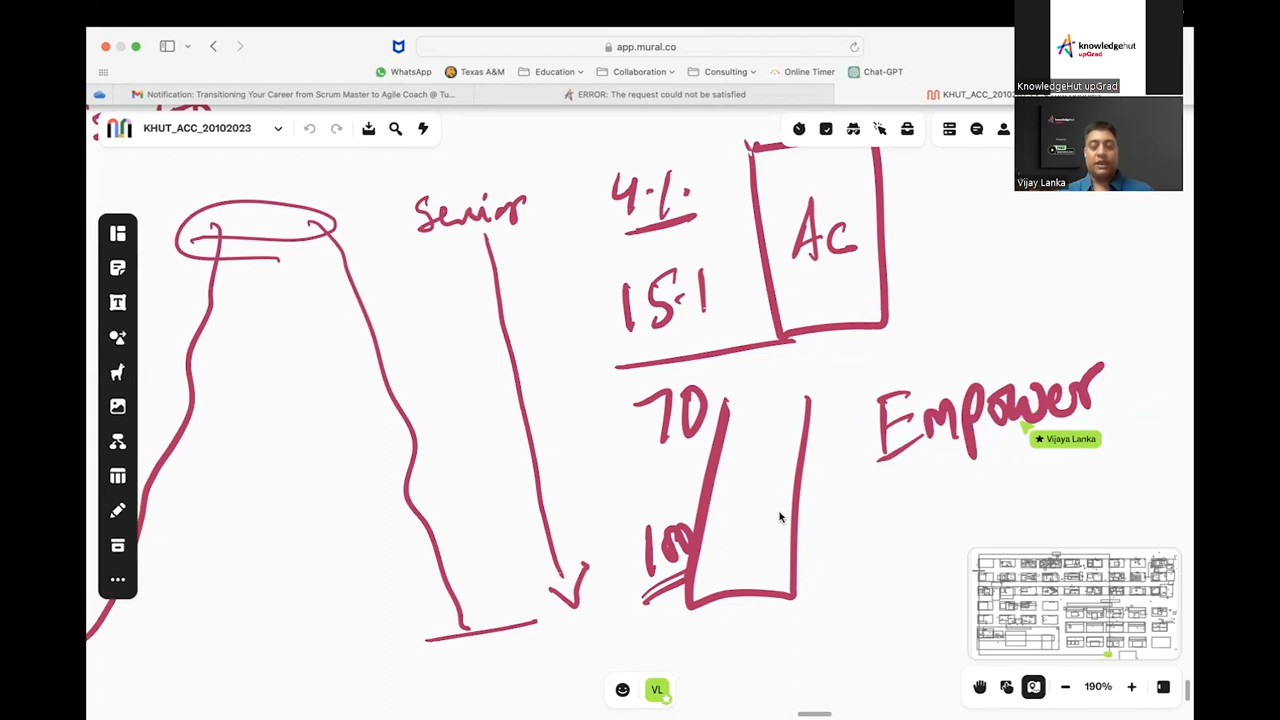 knowledgehut
upGrad
KnowledgeHut upGrad
app.mural.co
WhatsApp
Texas A&M
Education
Collaboration
Consulting
Online Timer
Chat-GPT
Notification: Transitioning Your Career from Scrum Master to Agile Coach @ Tu...
ERROR: The request could not be satisfied
KHUT_ACC_20102023
KHUT_ACC_20102023
Vijay Lanka
Senior
4%
AC
15%
70
Empower
Vijaya Lanka
100
VL
190%